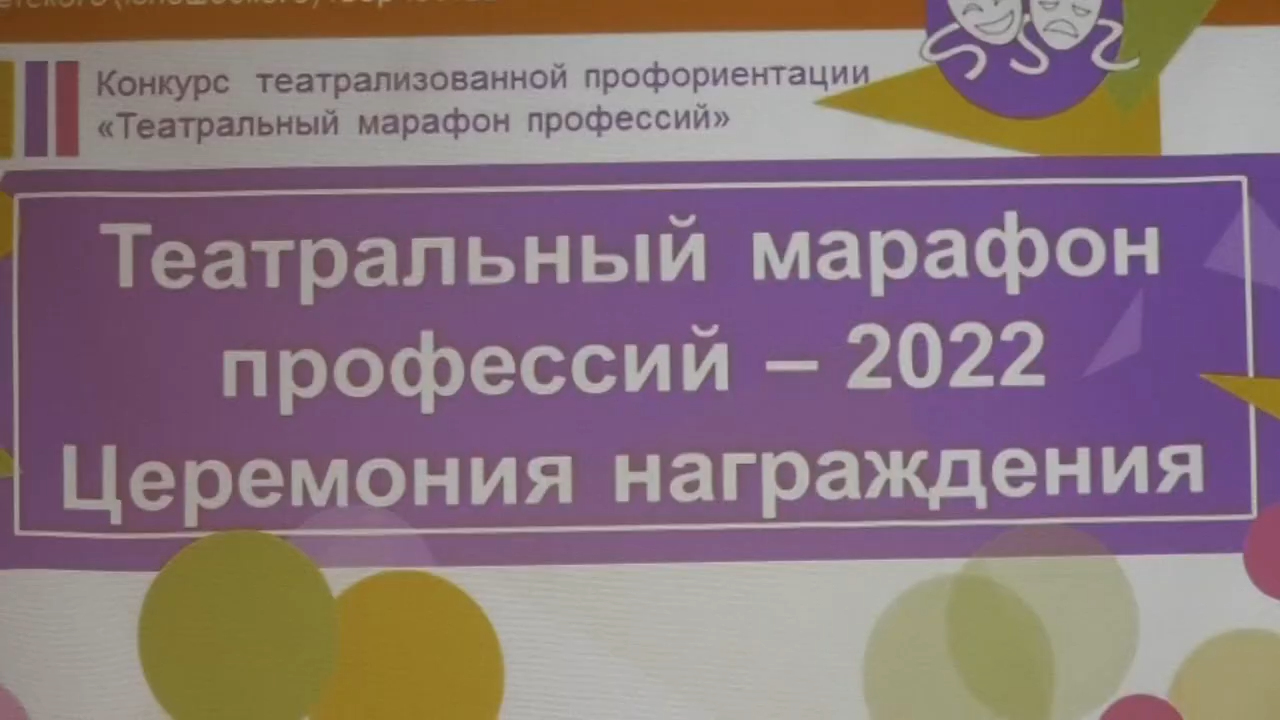 Конкурс театрализованной профориентации
«Театральный марафон профессий»
Театральный марафон
профессий – 2022
Церемония награждения